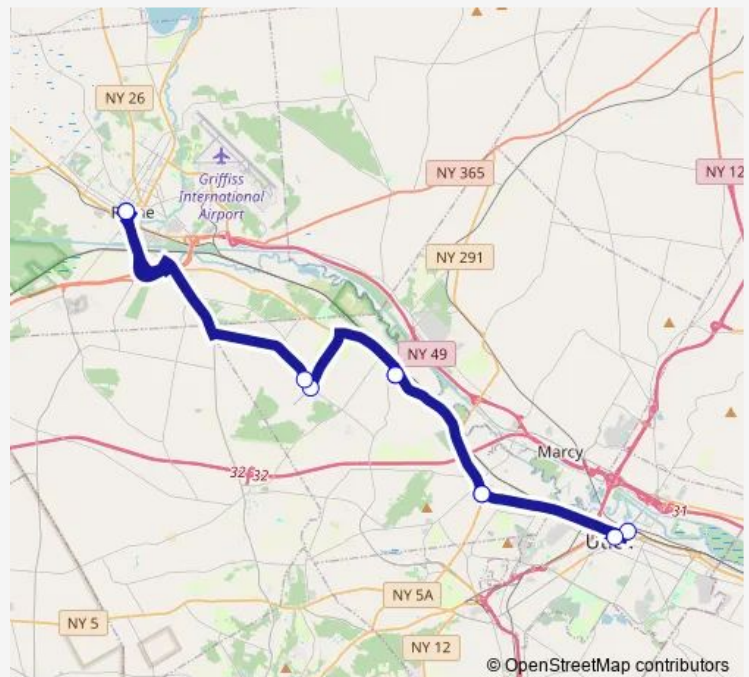 NY 26
Griffiss
International
Airport
NY 365
NY 12
NY 291
NY 49
32
32
Marcy
31
NY 5A
NY 5
NY 12
© OpenStreetMap contributors